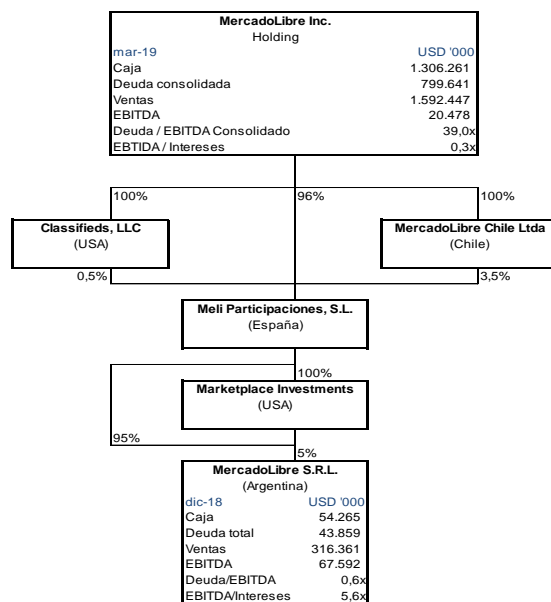 MercadoLibre Inc.
Holding
mar-19 USD '000
Caja 1.306.261
Deuda consolidada 799.641
Ventas 1.592.447
EBITDA 20.478
Deuda / EBITDA Consolidado 39,0x
EBTIDA / Intereses 0,3x
100% 96% 100%
Classifieds, LLC
(USA)
MercadoLibre Chile Ltda
(Chile)
0,5% 3,5%
Meli Participaciones, S.L.
(España)
100%
Marketplace Investments
(USA)
95% 5%
MercadoLibre S.R.L.
(Argentina)
dic-18 USD '000
Caja 54.265
Deuda total 43.859
Ventas 316.361
EBITDA 67.592
Deuda/EBITDA 0,6x
EBITDA/Intereses 5,6x